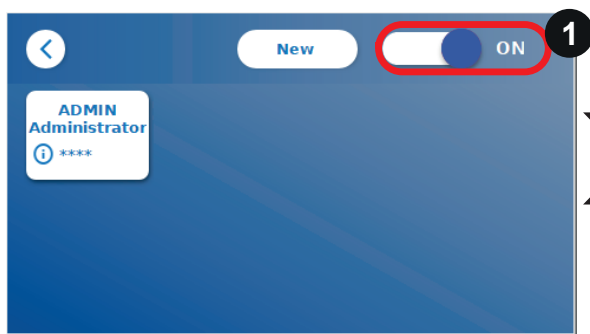 New
ON
1
ADMIN
Administrator
i ****